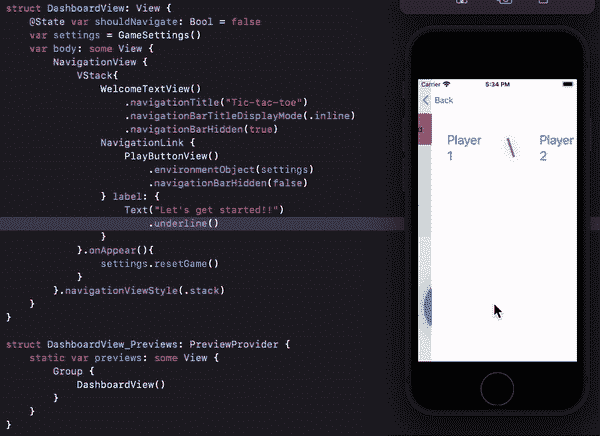 struct DashboardView: View {
    @State var shouldNavigate: Bool = false
    var settings = GameSettings()
    var body: some View {
        NavigationView {
            VStack{
                WelcomeTextView()
                    .navigationTitle("Tic-tac-toe")
                    .navigationBarTitleDisplayMode(.inline)
                    .navigationBarHidden(true)
                NavigationLink {
                    PlayButtonView()
                        .environmentObject(settings)
                        .navigationBarHidden(false)
                } label: {
                    Text("Let's get started!!")
                        .underline()
                }
            }.onAppear(){
                settings.resetGame()
            }
        }.navigationViewStyle(.stack)
    }
}

struct DashboardView_Previews: PreviewProvider {
    static var previews: some View {
        Group {
            DashboardView()
        }
    }
}
Carrier 5:34 PM
Back
Player 1 \ Player 2